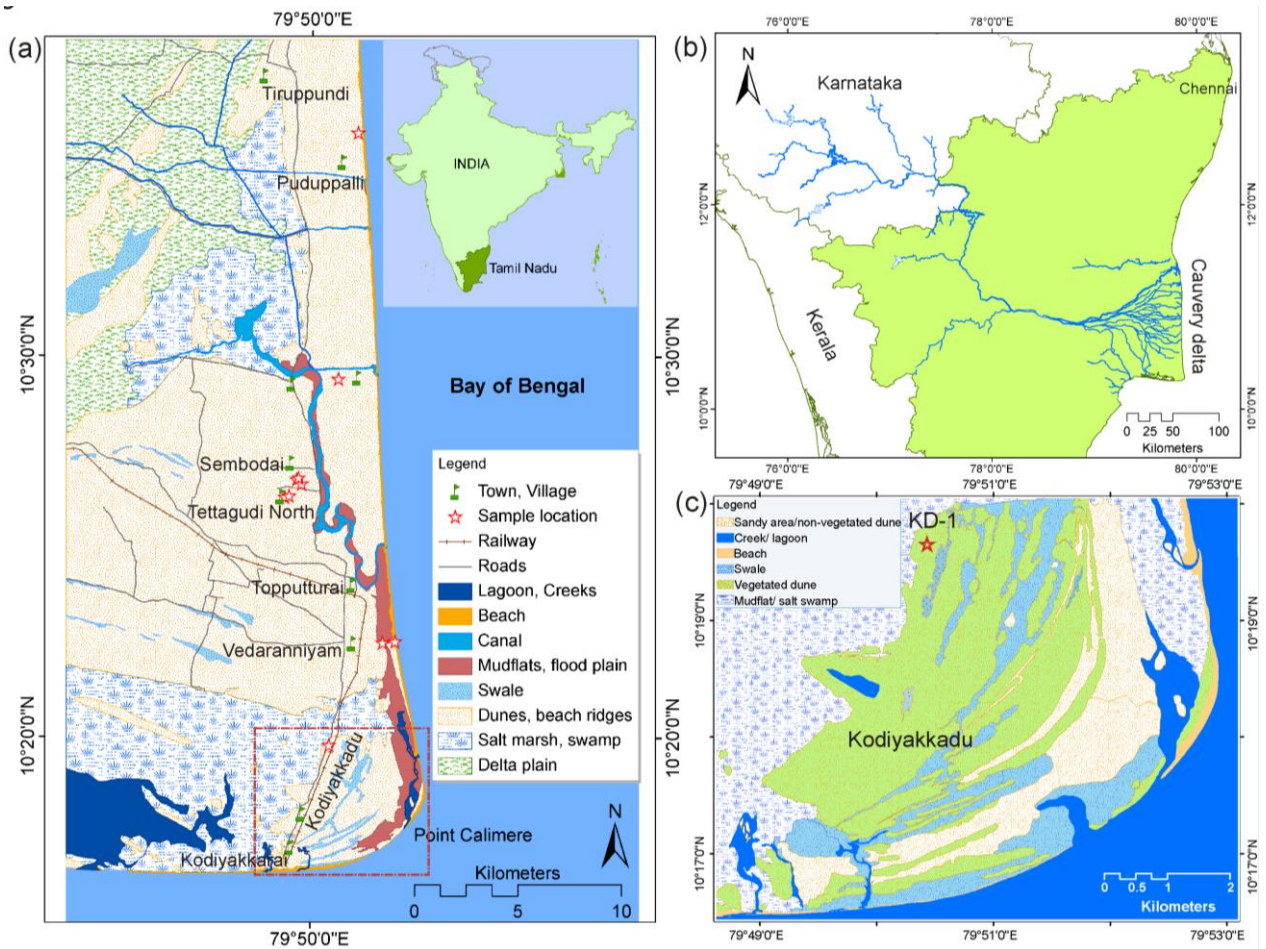 (a)
79°50'0"E
Tiruppundi
Puduppalli
INDIA
Tamil Nadu
10°30'0"N
10°30'0"N
Bay of Bengal
Sembodai
Tettagudi North
Topputturai
Vedaranniyam
10°20'0"N
10°20'0"N
Kodiyakkadu
Kodiyakkarai
Point Calimere
Legend
Town, Village
Sample location
Railway
Roads
Lagoon, Creeks
Beach
Canal
Mudflats, flood plain
Swale
Dunes, beach ridges
Salt marsh, swamp
Delta plain
N
Kilometers
0 5 10
79°50'0"E
(b)
76°0'0"E 78°0'0"E 80°0'0"E
N
Karnataka
Chennai
12°0'0"N
12°0'0"N
Kerala
Cauvery delta
10°0'0"N
10°0'0"N
0 25 50 100
Kilometers
76°0'0"E 78°0'0"E 80°0'0"E
79°49'0"E 79°51'0"E 79°53'0"E
(c)
Legend
Sandy area/non-vegetated dune
Creek/ lagoon
Beach
Swale
Vegetated dune
Mudflat/ salt swamp
KD-1
10°19'0"N
10°19'0"N
Kodiyakkadu
10°17'0"N
10°17'0"N
0 0.5 1 2
Kilometers
79°49'0"E 79°51'0"E 79°53'0"E